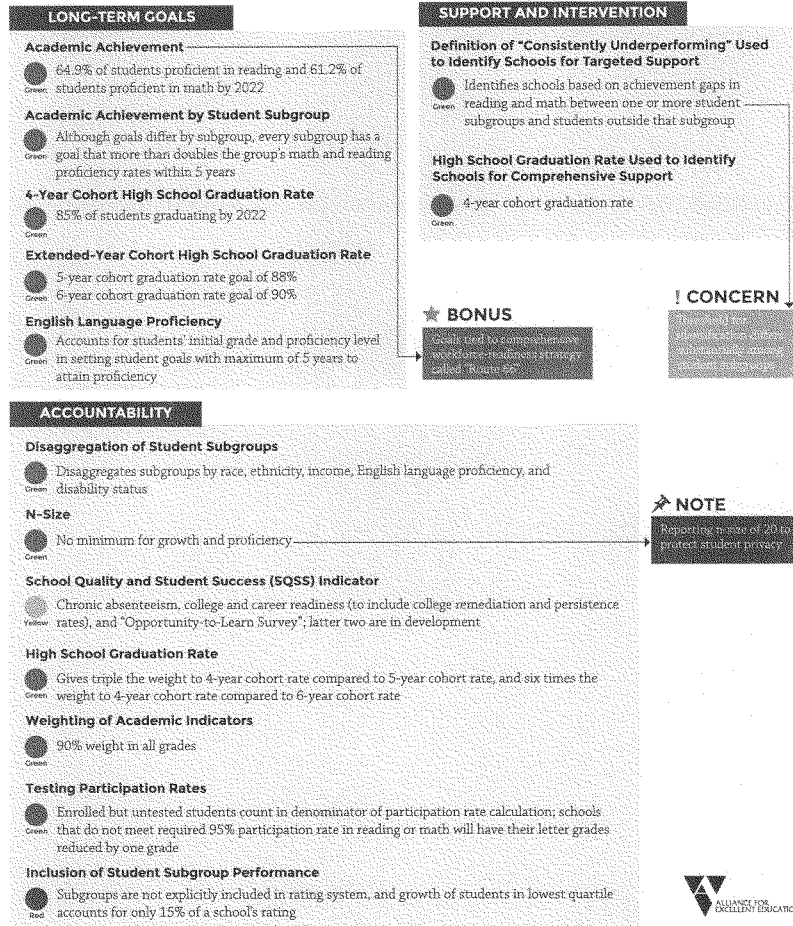 LONG-TERM GOALS
Academic Achievement
Green
64.9% of students proficient in reading and 61.2% of
students proficient in math by 2022
Academic Achievement by Student Subgroup
Green
Although goals differ by subgroup, every subgroup has a
goal that more than doubles the group's math and reading
proficiency rates within 5 years
4-Year Cohort High School Graduation Rate
Green
85% of students graduating by 2022
Extended-Year Cohort High School Graduation Rate
Green
5-year cohort graduation rate goal of 88%
6-year cohort graduation rate goal of 90%
English Language Proficiency
Green
Accounts for students' initial grade and proficiency level
in setting student goals with maximum of 5 years to
attain proficiency
SUPPORT AND INTERVENTION
Definition of "Consistently Underperforming" Used
to Identify Schools for Targeted Support
Green
Identifies schools based on achievement gaps in
reading and math between one or more student
subgroups and students outside that subgroup
High School Graduation Rate Used to Identify
Schools for Comprehensive Support
Green
4-year cohort graduation rate
BONUS
Goals tied to comprehensive
workforce-readiness strategy
called "Route 66"
! CONCERN
student subgroups
ACCOUNTABILITY
Disaggregation of Student Subgroups
Green
Disaggregates subgroups by race, ethnicity, income, English language proficiency, and
disability status
N-Size
Green
No minimum for growth and proficiency
NOTE
Reporting n-size of 20 to
protect student privacy
School Quality and Student Success (SQSS) Indicator
Yellow
Chronic absenteeism, college and career readiness (to include college remediation and persistence
rates), and "Opportunity-to-Learn Survey"; latter two are in development
High School Graduation Rate
Green
Gives triple the weight to 4-year cohort rate compared to 5-year cohort rate, and six times the
weight to 4-year cohort rate compared to 6-year cohort rate
Weighting of Academic Indicators
Green
90% weight in all grades
Testing Participation Rates
Green
Enrolled but untested students count in denominator of participation rate calculation; schools
that do not meet required 95% participation rate in reading or math will have their letter grades
reduced by one grade
Inclusion of Student Subgroup Performance
Red
Subgroups are not explicitly included in rating system, and growth of students in lowest quartile
accounts for only 15% of a school's rating
ALLIANCE FOR
EXCELLENT EDUCATIO